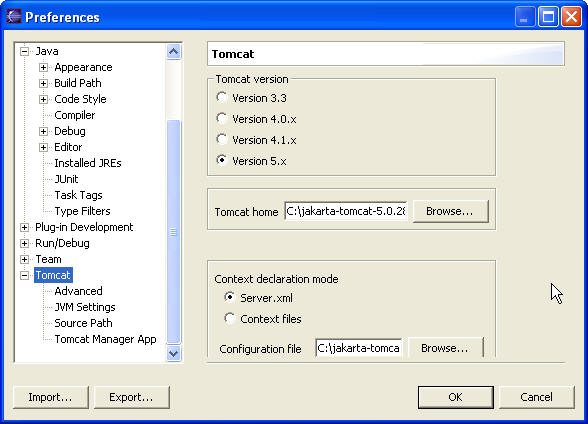 Preferences
Java
Appearance
Build Path
Code Style
Compiler
Debug
Editor
Installed JREs
JUnit
Task Tags
Type Filters
Plug-in Development
Run/Debug
Team
Tomcat
Advanced
JVM Settings
Source Path
Tomcat Manager App
Tomcat
Tomcat version
Version 3.3
Version 4.0.x
Version 4.1.x
Version 5.x
Tomcat home C:\jakarta-tomcat-5.0.28 Browse...
Context declaration mode
Server.xml
Context files
Configuration file C:\jakarta-tomca Browse...
Import... Export... OK Cancel